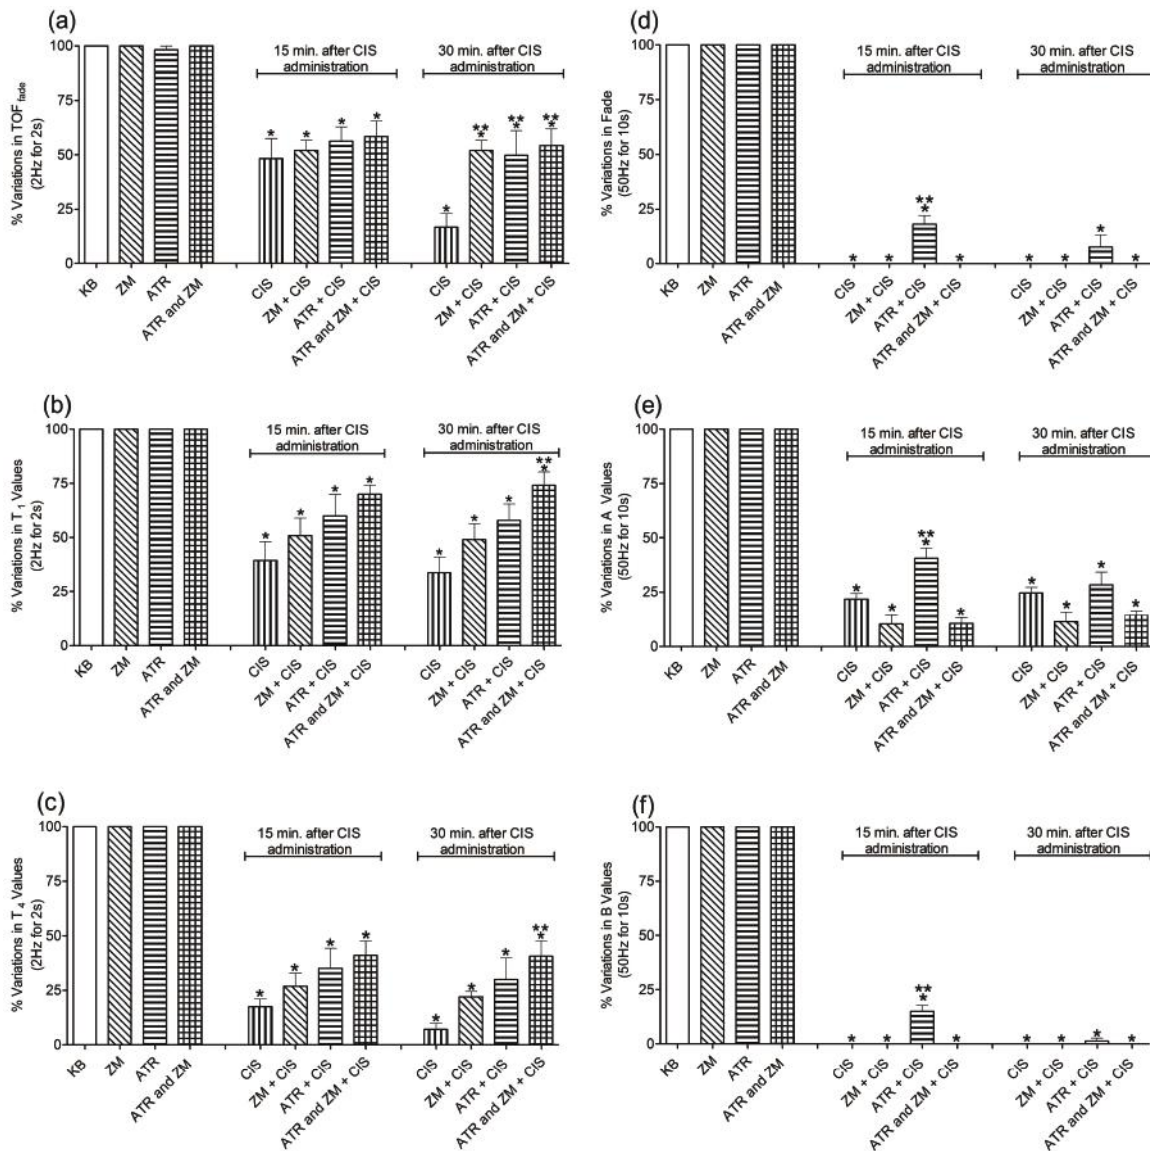 (a)
% Variations in TOF fade
(2Hz for 2s)
100
75
50
25
0
15 min. after CIS
administration
30 min. after CIS
administration
* * * *
* ** * ** * ** *
KB ZM ATR ATR and ZM CIS ZM + CIS ATR + CIS ATR and ZM + CIS CIS ZM + CIS ATR + CIS ATR and ZM + CIS
(d)
% Variations in Fade
(50Hz for 10s)
100
75
50
25
0
15 min. after CIS
administration
30 min. after CIS
administration
* * ** * *
* * * *
KB ZM ATR ATR and ZM CIS ZM + CIS ATR + CIS ATR and ZM + CIS CIS ZM + CIS ATR + CIS ATR and ZM + CIS
(b)
% Variations in T 1 Values
(2Hz for 2s)
100
75
50
25
0
15 min. after CIS
administration
30 min. after CIS
administration
* * * *
* * * ** *
KB ZM ATR ATR and ZM CIS ZM + CIS ATR + CIS ATR and ZM + CIS CIS ZM + CIS ATR + CIS ATR and ZM + CIS
(e)
% Variations in A Values
(50Hz for 10s)
100
75
50
25
0
15 min. after CIS
administration
30 min. after CIS
administration
* * ** * *
* * * *
KB ZM ATR ATR and ZM CIS ZM + CIS ATR + CIS ATR and ZM + CIS CIS ZM + CIS ATR + CIS ATR and ZM + CIS
(c)
% Variations in T 4 Values
(2Hz for 2s)
100
75
50
25
0
15 min. after CIS
administration
30 min. after CIS
administration
* * * *
* * * ** *
KB ZM ATR ATR and ZM CIS ZM + CIS ATR + CIS ATR and ZM + CIS CIS ZM + CIS ATR + CIS ATR and ZM + CIS
(f)
% Variations in B Values
(50Hz for 10s)
100
75
50
25
0
15 min. after CIS
administration
30 min. after CIS
administration
* * ** * *
* * * *
KB ZM ATR ATR and ZM CIS ZM + CIS ATR + CIS ATR and ZM + CIS CIS ZM + CIS ATR + CIS ATR and ZM + CIS